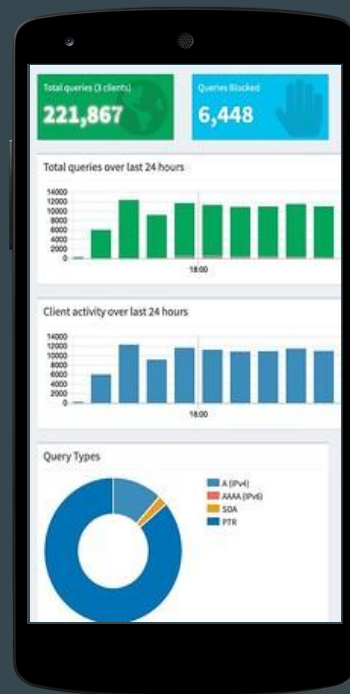 Total queries (3 clients)
221,867
Queries Blocked
6,448
Total queries over last 24 hours
14000
12000
10000
8000
6000
4000
2000
0
18:00
Client activity over last 24 hours
14000
12000
10000
8000
6000
4000
2000
0
18:00
Query Types
A (IPv4)
AAAA (IPv6)
SOA
PTR